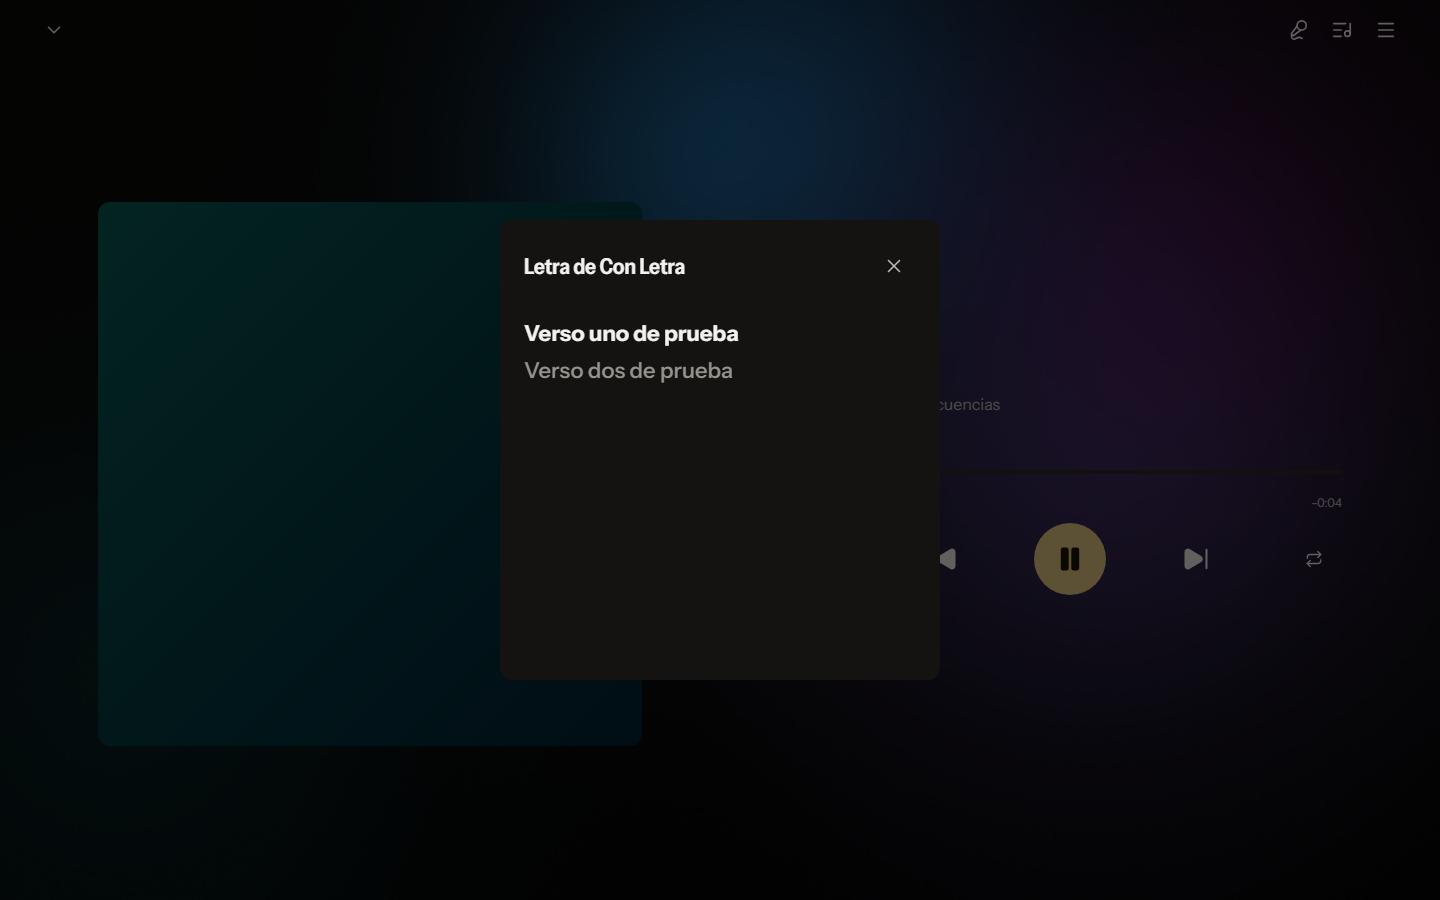 Letra de Con Letra
Verso uno de prueba
Verso dos de prueba
cuencias
-0:04